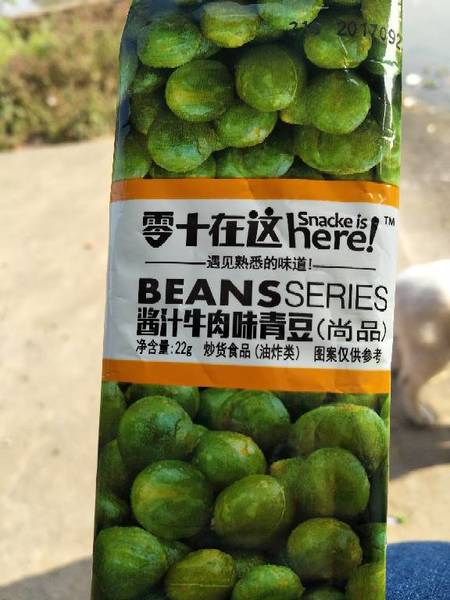 2017092
零十在这 Snacke is here!™
遇见熟悉的味道!
BEANS SERIES
酱汁牛肉味青豆(尚品)
净含量:22g 炒货食品(油炸类) 图案仅供参考